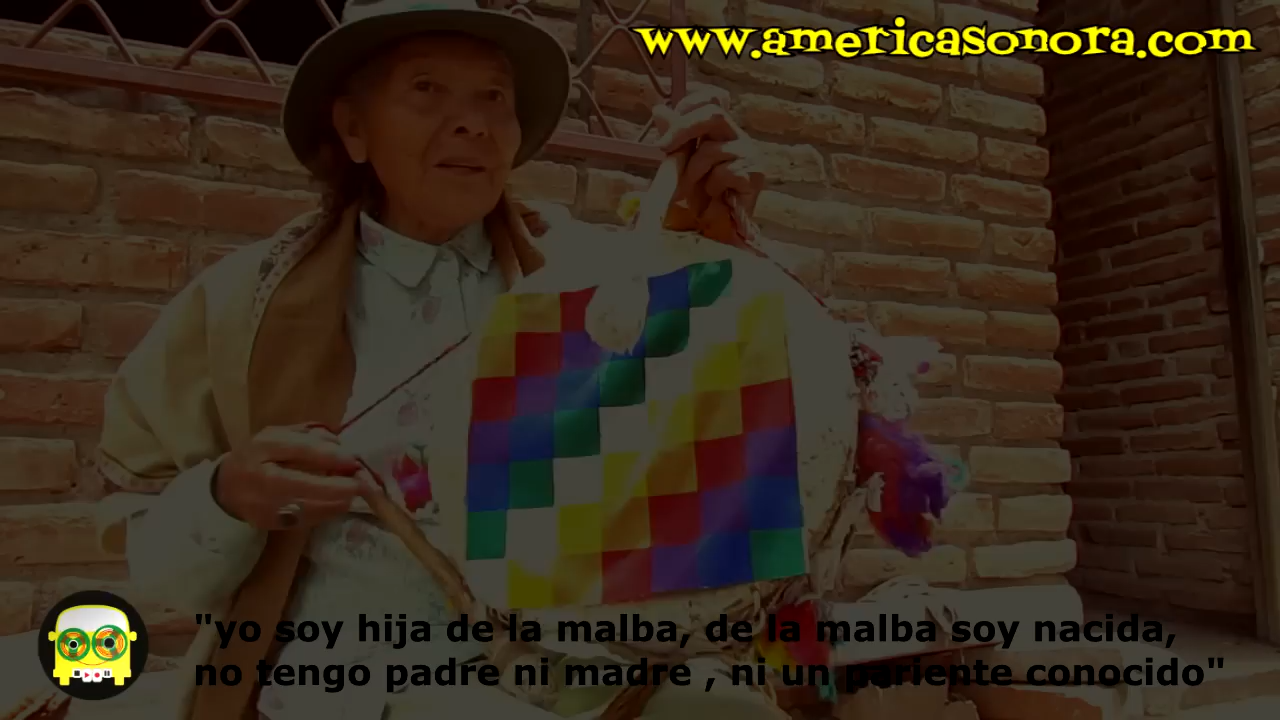 www.americasonora.com
"yo soy hija de la malba, de la malba soy nacida,
no tengo padre ni madre , ni un pariente conocido"